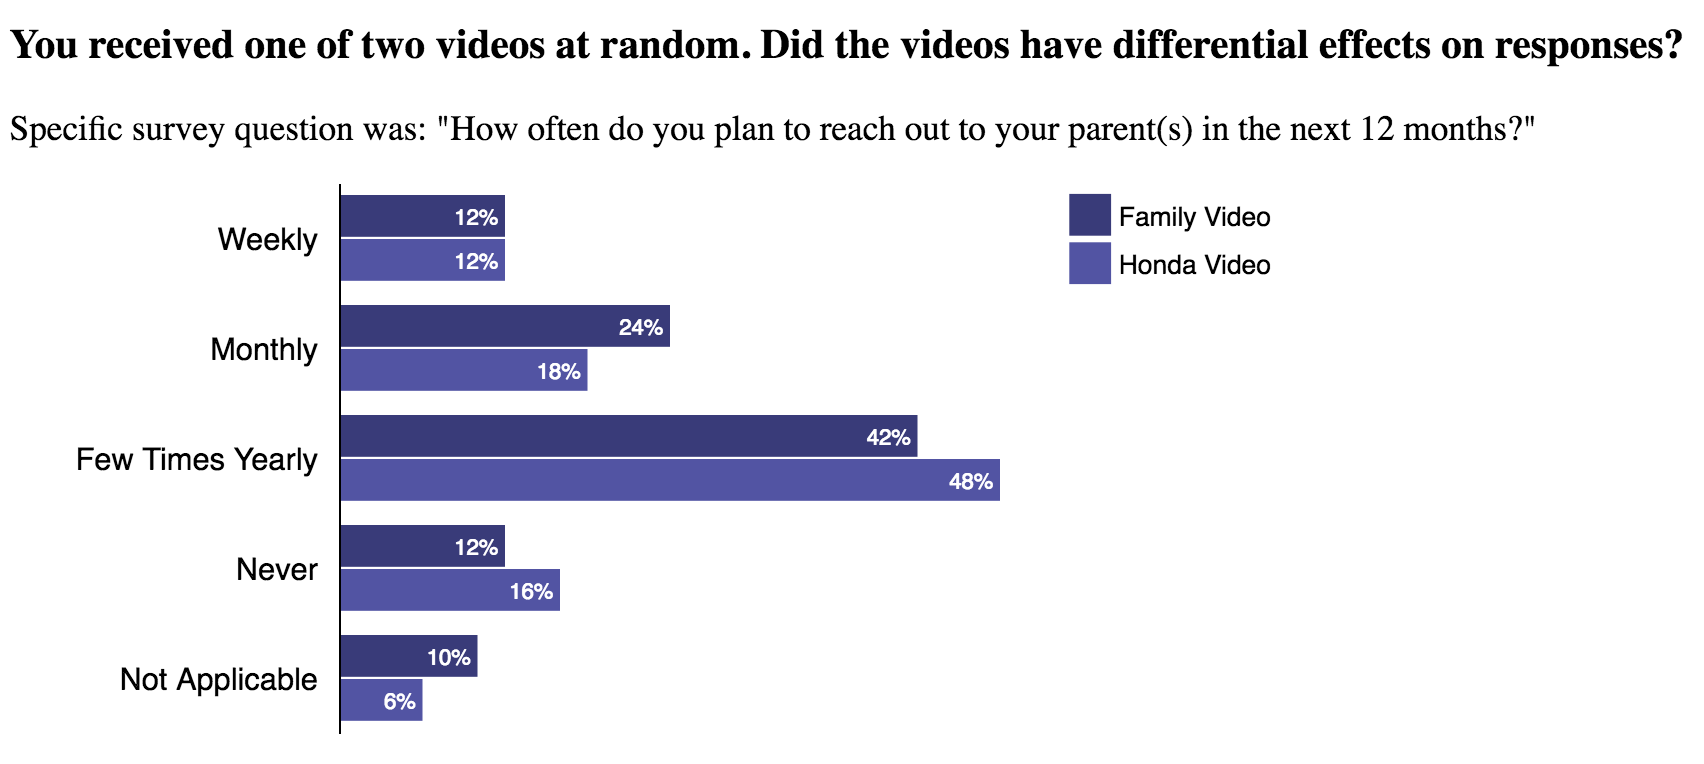 You received one of two videos at random. Did the videos have differential effects on responses?
Specific survey question was: "How often do you plan to reach out to your parent(s) in the next 12 months?"
Family Video
Honda Video
Weekly
12%
12%
Monthly
24%
18%
Few Times Yearly
42%
48%
Never
12%
16%
Not Applicable
10%
6%